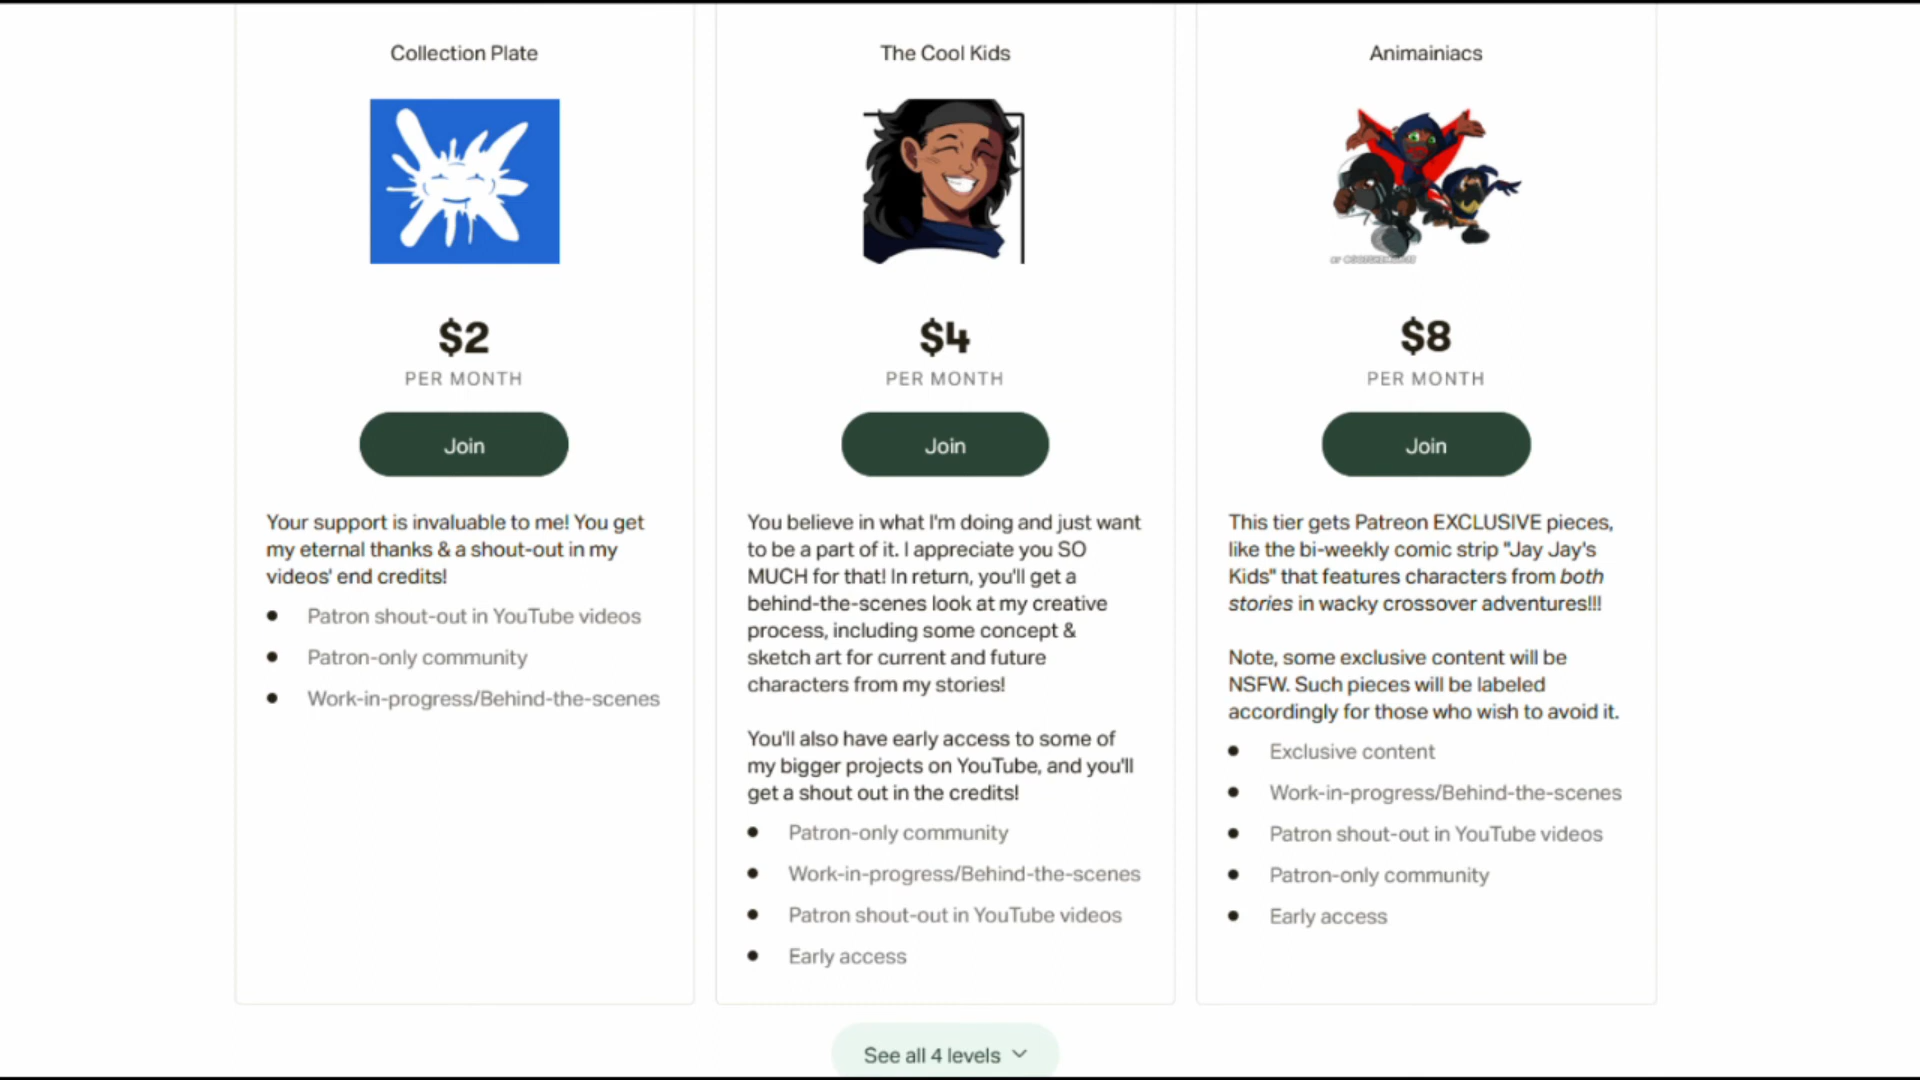 Collection Plate
$2
PER MONTH
Join
Your support is invaluable to me! You get
my eternal thanks & a shout-out in my
videos' end credits!
Patron shout-out in YouTube videos
Patron-only community
Work-in-progress/Behind-the-scenes
The Cool Kids
$4
PER MONTH
Join
You believe in what I'm doing and just want
to be a part of it. I appreciate you SO
MUCH for that! In return, you'll get a
behind-the-scenes look at my creative
process, including some concept &
sketch art for current and future
characters from my stories!
You'll also have early access to some of
my bigger projects on YouTube, and you'll
get a shout out in the credits!
Patron-only community
Work-in-progress/Behind-the-scenes
Patron shout-out in YouTube videos
Early access
Animainiacs
$8
PER MONTH
Join
This tier gets Patreon EXCLUSIVE pieces,
like the bi-weekly comic strip "Jay Jay's
Kids" that features characters from both
stories in wacky crossover adventures!!!
Note, some exclusive content will be
NSFW. Such pieces will be labeled
accordingly for those who wish to avoid it.
Exclusive content
Work-in-progress/Behind-the-scenes
Patron shout-out in YouTube videos
Patron-only community
Early access
See all 4 levels